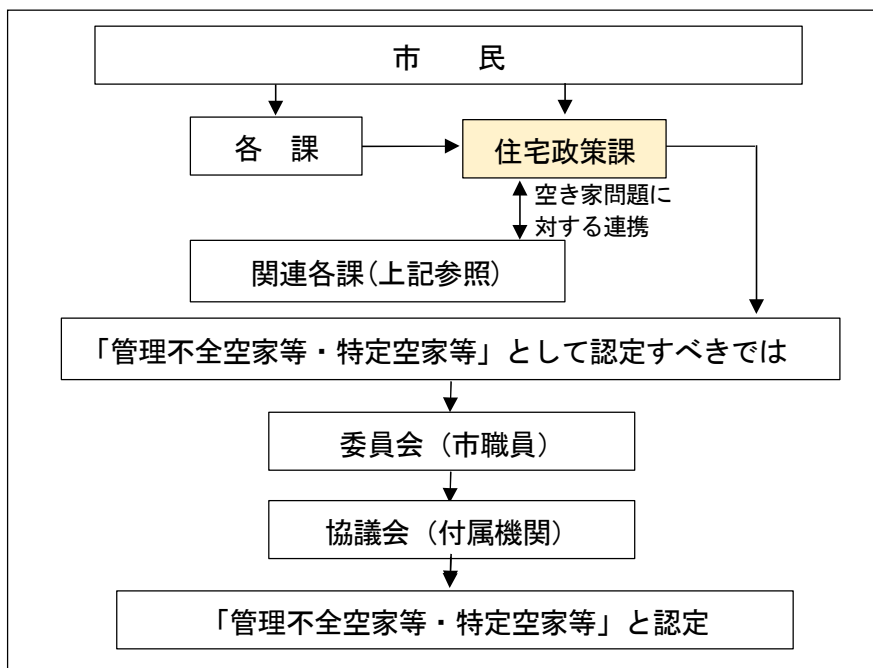 市　　民
各　課
住宅政策課
空き家問題に
対する連携
関連各課(上記参照)
「管理不全空家等・特定空家等」として認定すべきでは
委員会（市職員）
協議会（付属機関）
「管理不全空家等・特定空家等」と認定